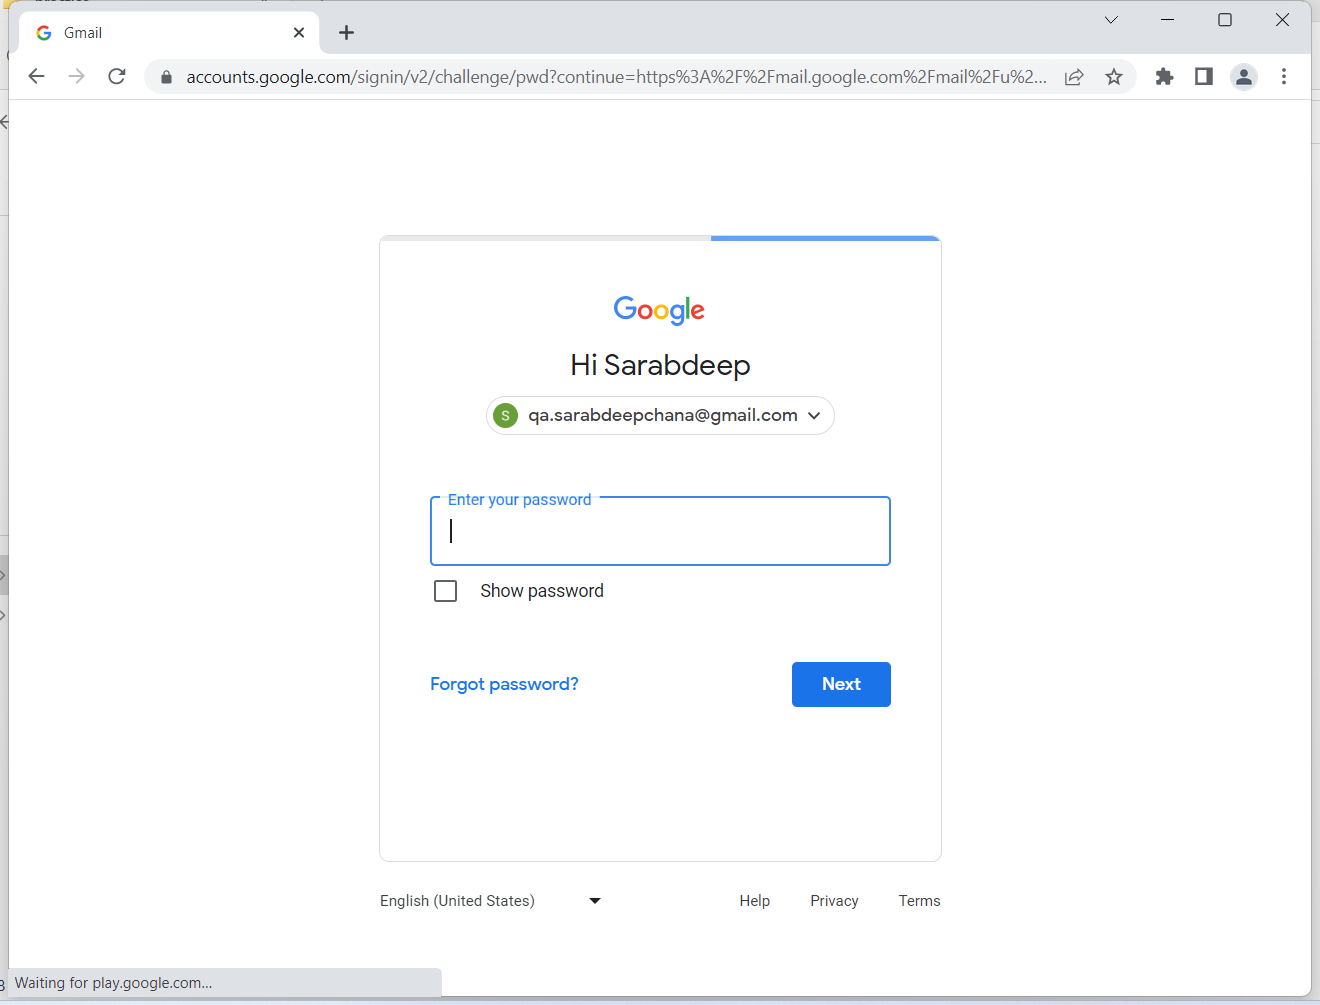 Gmail
accounts.google.com/signin/v2/challenge/pwd?continue=https%3A%2F%2Fmail.google.com%2Fmail%2Fu%2...
Google
Hi Sarabdeep
S qa.sarabdeepchana@gmail.com
Enter your password
Show password
Forgot password? Next
English (United States) Help Privacy Terms
Waiting for play.google.com...